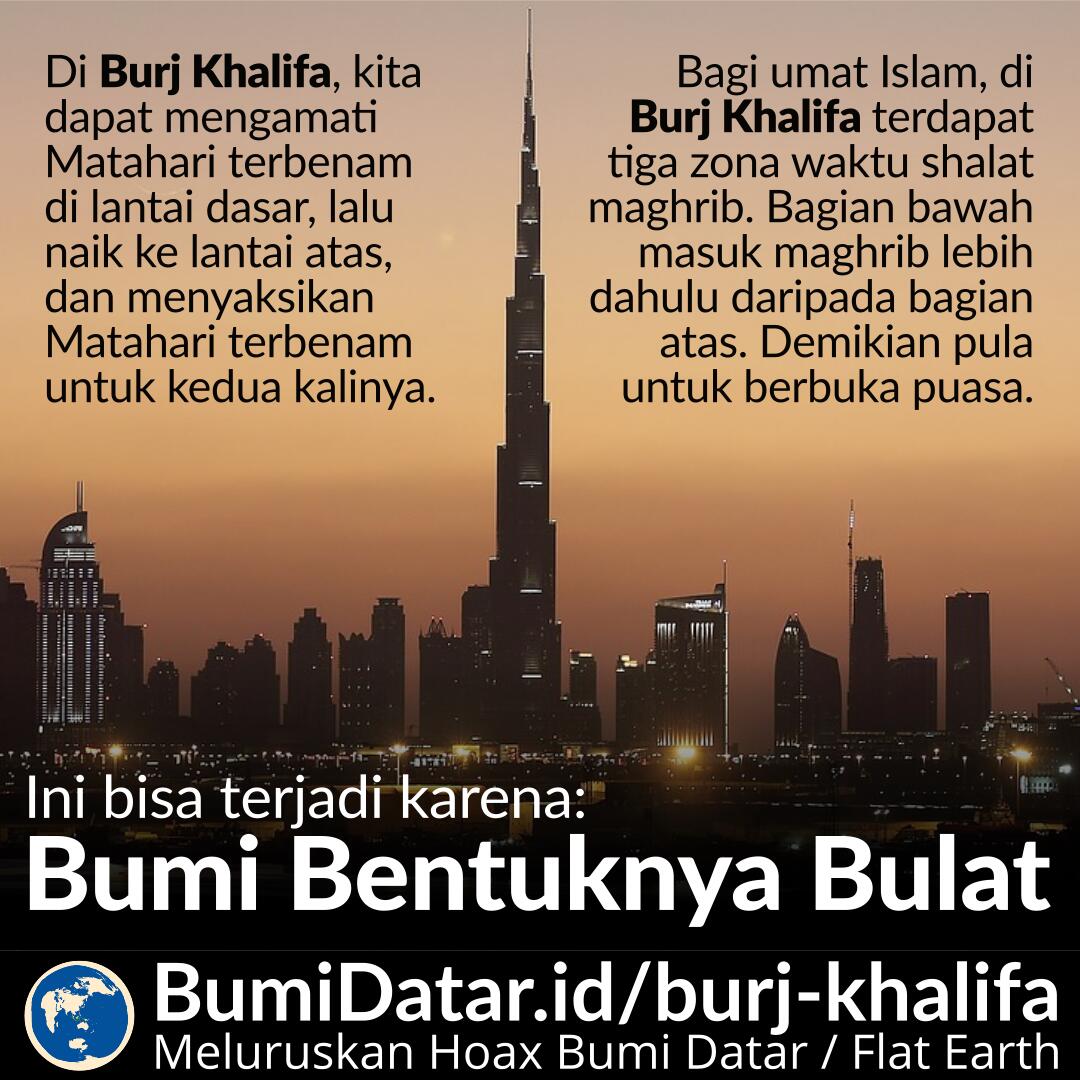 Di Burj Khalifa, kita
dapat mengamati
Matahari terbenam
di lantai dasar, lalu
naik ke lantai atas,
dan menyaksikan
Matahari terbenam
untuk kedua kalinya.
Bagi umat Islam, di
Burj Khalifa terdapat
tiga zona waktu shalat
maghrib. Bagian bawah
masuk maghrib lebih
dahulu daripada bagian
atas. Demikian pula
untuk berbuka puasa.
Ini bisa terjadi karena:
Bumi Bentuknya Bulat
BumiDatar.id/burj-khalifa
Meluruskan Hoax Bumi Datar / Flat Earth